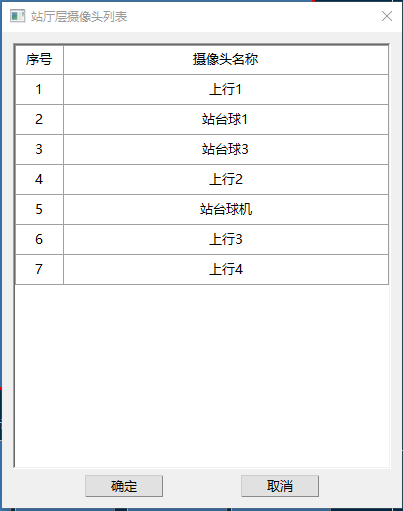 站厅层摄像头列表
序号 摄像头名称
1 上行1
2 站台球1
3 站台球3
4 上行2
5 站台球机
6 上行3
7 上行4
确定 取消